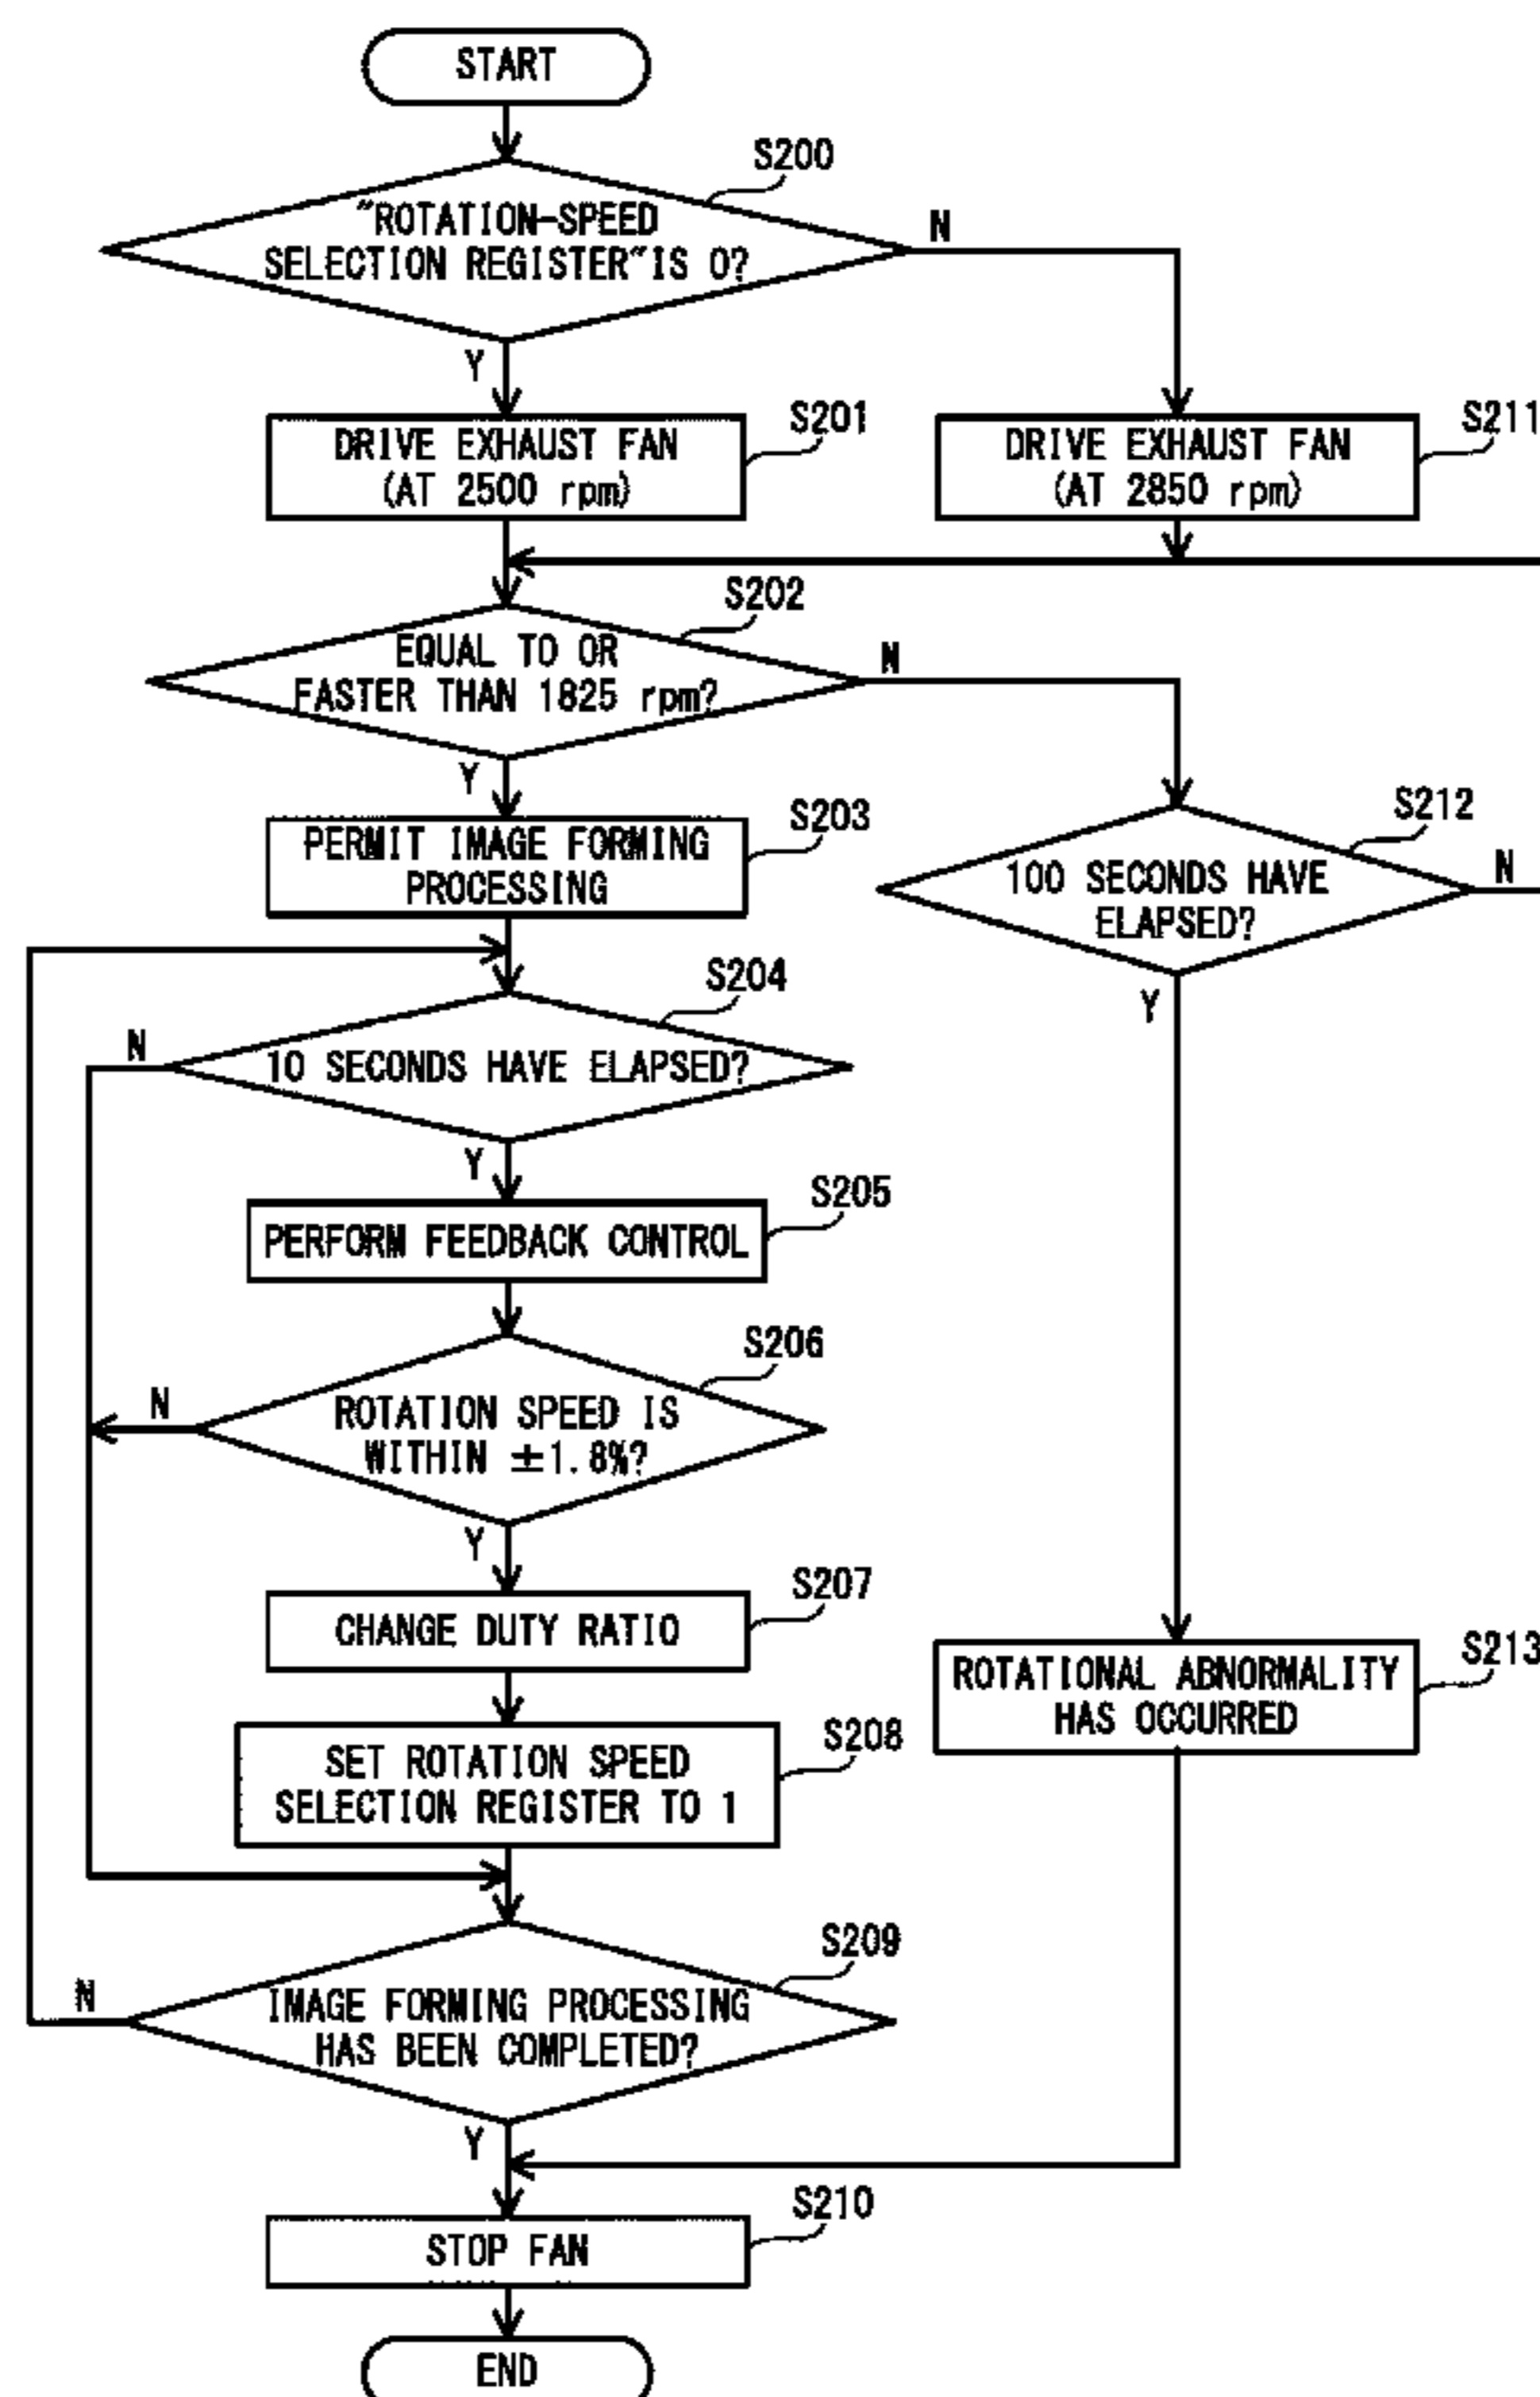 START
S200
"ROTATION-SPEED
SELECTION REGISTER"IS 0?
N
Y
S201
DRIVE EXHAUST FAN
(AT 2500 rpm)
S211
DRIVE EXHAUST FAN
(AT 2850 rpm)
S202
EQUAL TO OR
FASTER THAN 1825 rpm?
N
Y
S203
PERMIT IMAGE FORMING
PROCESSING
S212
100 SECONDS HAVE
ELAPSED?
N
Y
S204
10 SECONDS HAVE ELAPSED?
N
Y
S205
PERFORM FEEDBACK CONTROL
S206
ROTATION SPEED IS
WITHIN ±1.8%?
N
Y
S207
CHANGE DUTY RATIO
S213
ROTATIONAL ABNORMALITY
HAS OCCURRED
S208
SET ROTATION SPEED
SELECTION REGISTER TO 1
S209
IMAGE FORMING PROCESSING
HAS BEEN COMPLETED?
N
Y
S210
STOP FAN
END